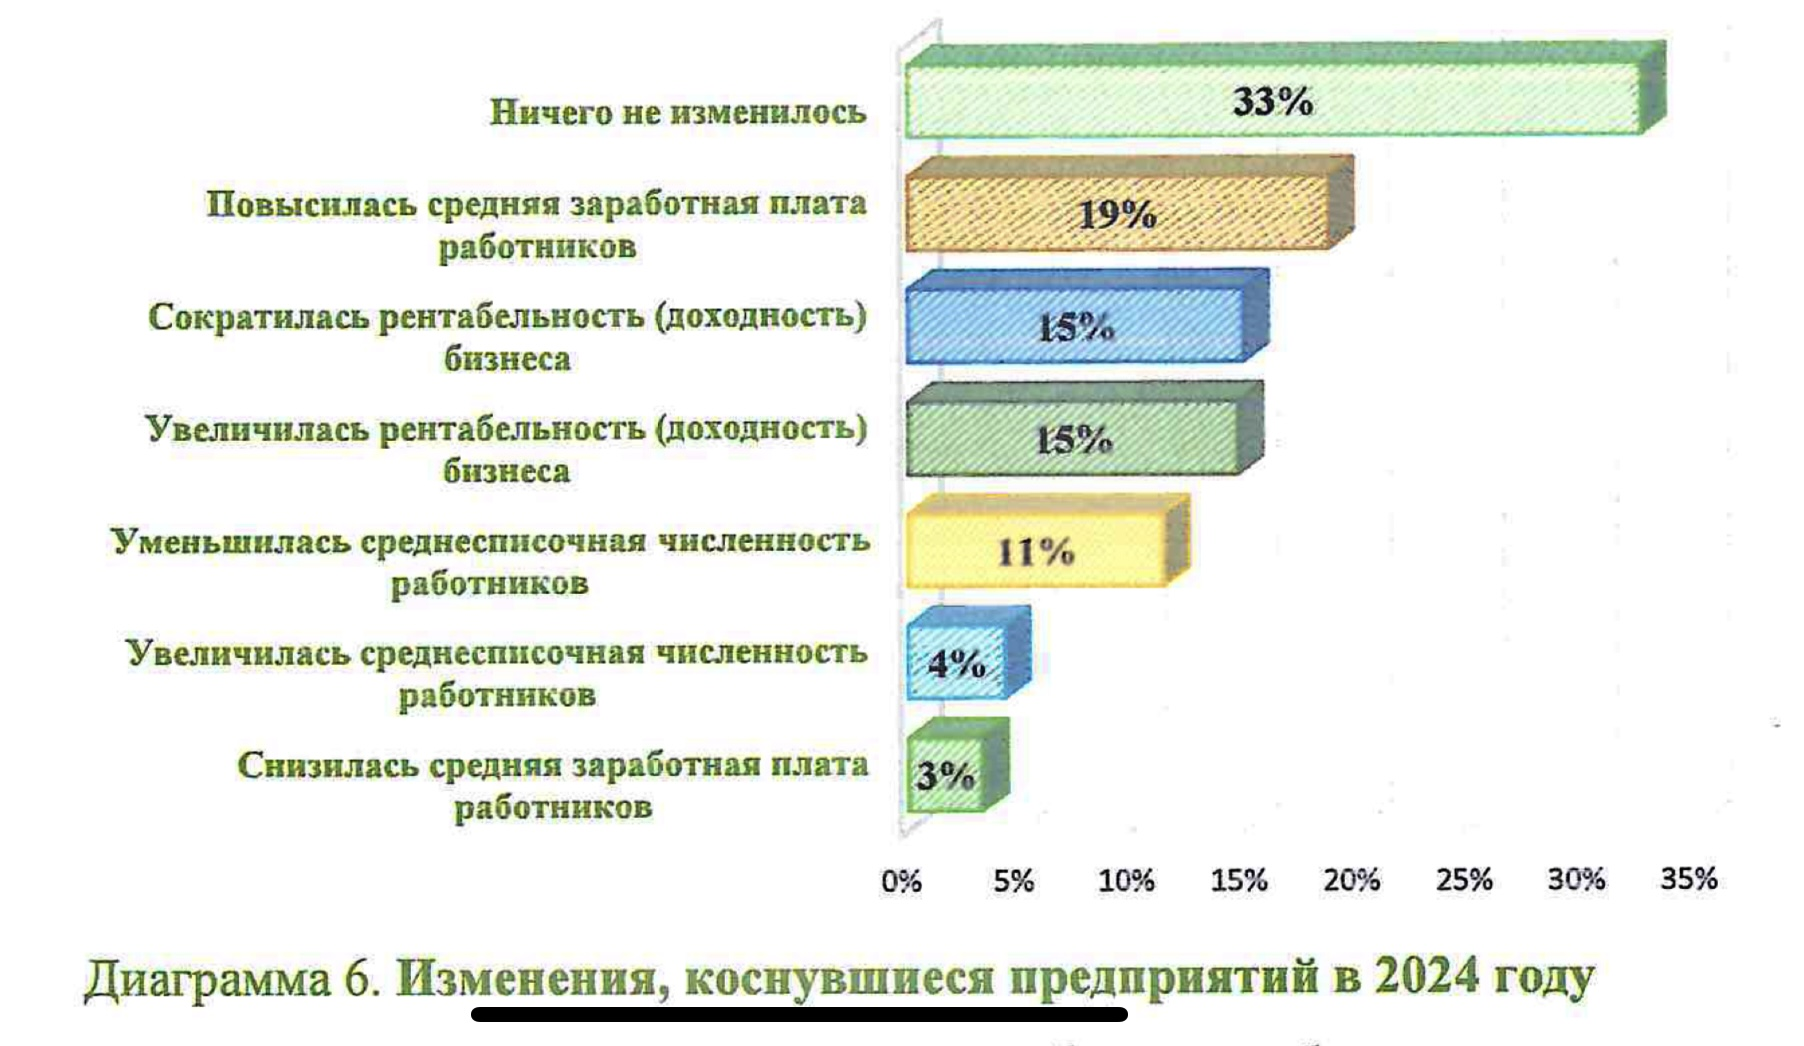 Ничего не изменилось
33%
Повысилась средняя заработная плата
работников
19%
Сократилась рентабельность (доходность)
бизнеса
15%
Увеличилась рентабельность (доходность)
бизнеса
15%
Уменьшилась среднесписочная численность
работников
11%
Увеличилась среднесписочная численность
работников
4%
Снизилась средняя заработная плата
работников
3%
0% 5% 10% 15% 20% 25% 30% 35%
Диаграмма 6. Изменения, коснувшиеся предприятий в 2024 году